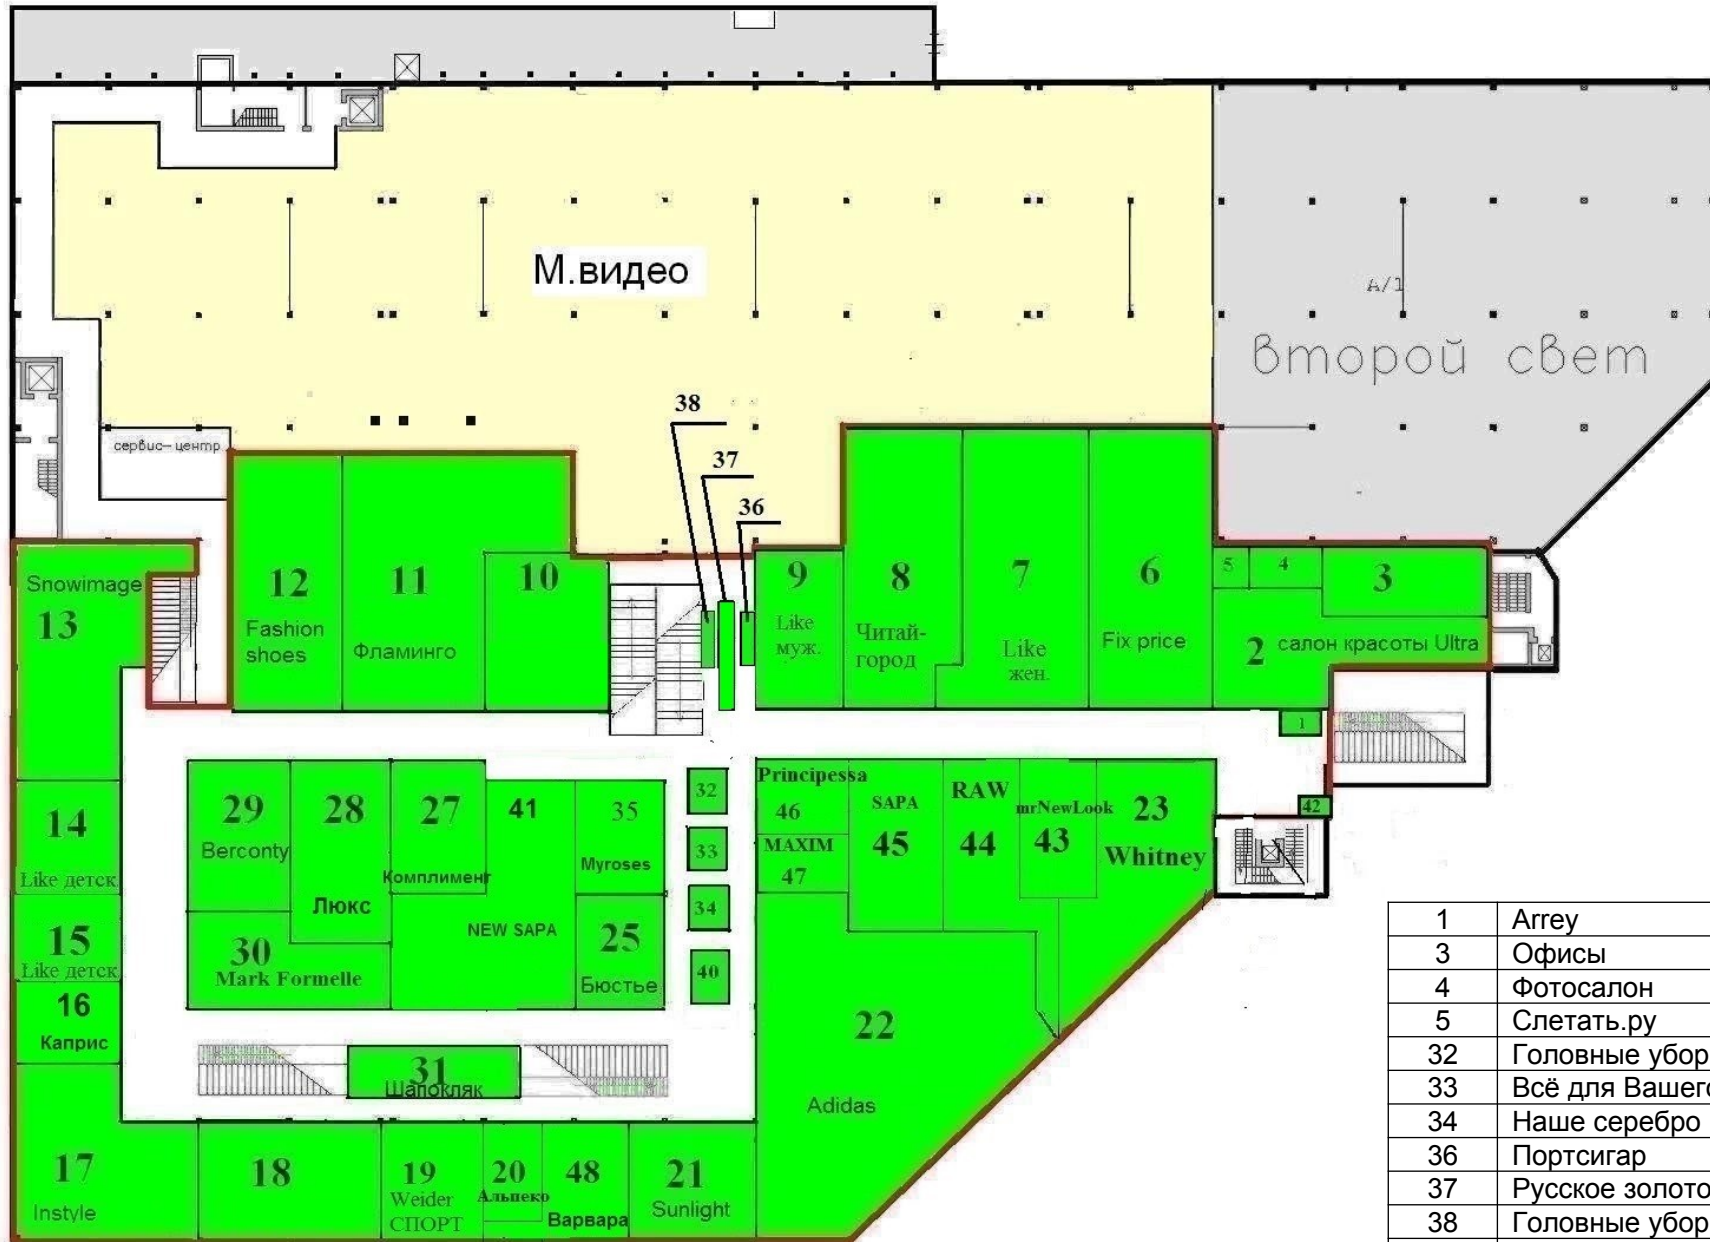 М.видео
А/1
второй свет
38
сервис-центр
37
36
Snowimage
13
12
Fashion
shoes
11
Фламинго
10
9
Like
муж.
8
Читай-
город
7
Like
жен.
6
Fix price
5
4
3
2 салон красоты Ultra
1
14
Like детск.
15
Like детск.
16
Каприс
17
Instyle
29
Berconty
28
Люкс
27
Комплимент
41
NEW SAPA
35
Myroses
30
Mark Formelle
25
Бюстье
32
33
34
40
Principessa
46
MAXIM
47
SAPA
45
RAW
44
mrNewLook
43
23
Whitney
42
22
Adidas
31
Шапокляк
18
19
Weider
СПОРТ
20
Альпеко
48
Варвара
21
Sunlight
1 Arrey
3 Офисы
4 Фотосалон
5 Слетать.ру
32 Головные убор
33 Всё для Вашего
34 Наше серебро
36 Портсигар
37 Русское золото
38 Головные убор